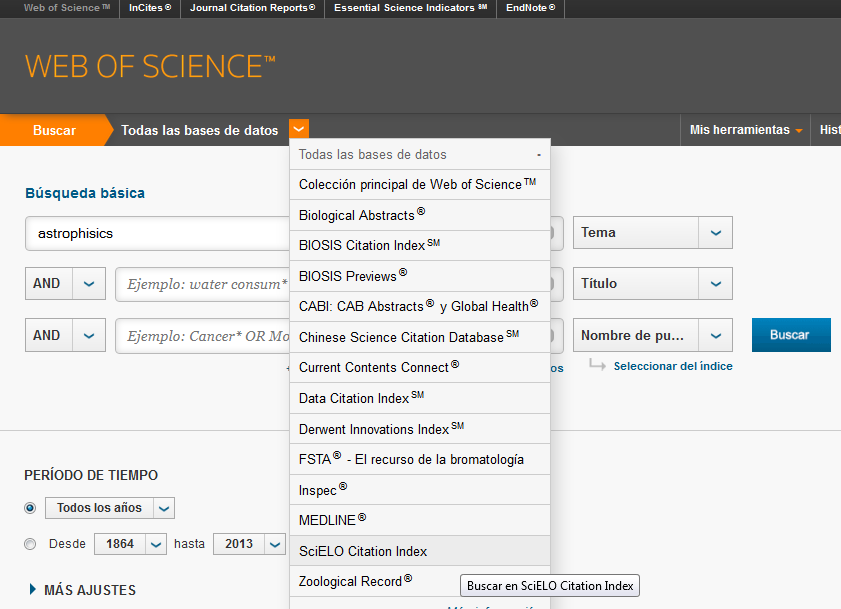 Web of Science™ InCites® Journal Citation Reports® Essential Science Indicators ℠ EndNote®
WEB OF SCIENCE™
Buscar Todas las bases de datos Mis herramientas Hist
Todas las bases de datos -
Colección principal de Web of Science™
Búsqueda básica
Biological Abstracts®
astrophisics
Tema
BIOSIS Citation Index℠
BIOSIS Previews®
AND Ejemplo: water consum* Título
CABI: CAB Abstracts® y Global Health®
AND Ejemplo: Cancer* OR Mo Nombre de pu... Buscar
Chinese Science Citation Database℠
Current Contents Connect®
os Seleccionar del índice
Data Citation Index℠
Derwent Innovations Index℠
FSTA® - El recurso de la bromatología
PERÍODO DE TIEMPO
Inspec®
Todos los años
MEDLINE®
Desde 1864 hasta 2013
SciELO Citation Index
Zoological Record®
Buscar en SciELO Citation Index
MÁS AJUSTES